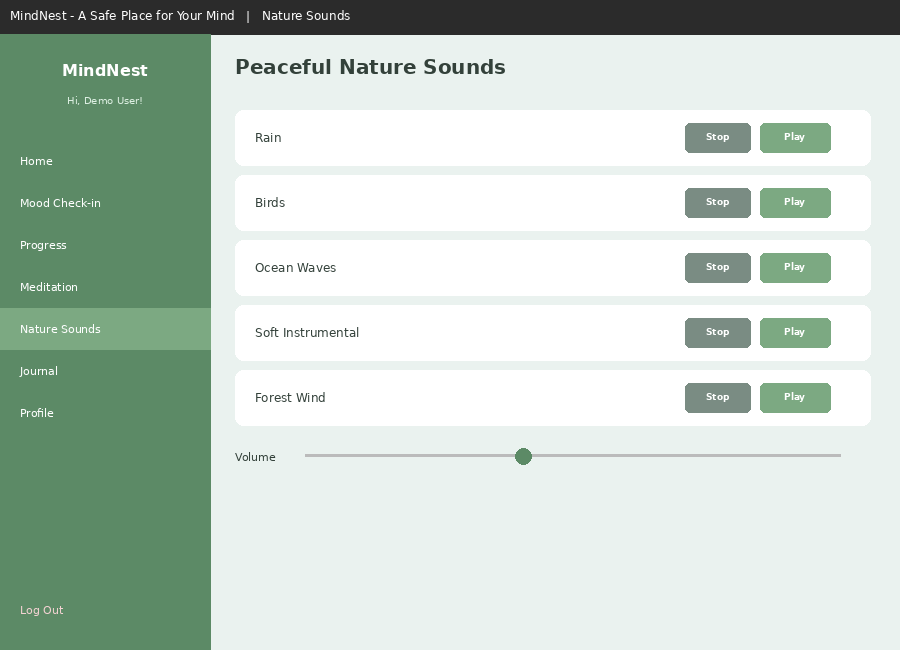 MindNest - A Safe Place for Your Mind | Nature Sounds
MindNest
Hi, Demo User!
Home
Mood Check-in
Progress
Meditation
Nature Sounds
Journal
Profile
Log Out
Peaceful Nature Sounds
Rain Stop Play
Birds Stop Play
Ocean Waves Stop Play
Soft Instrumental Stop Play
Forest Wind Stop Play
Volume